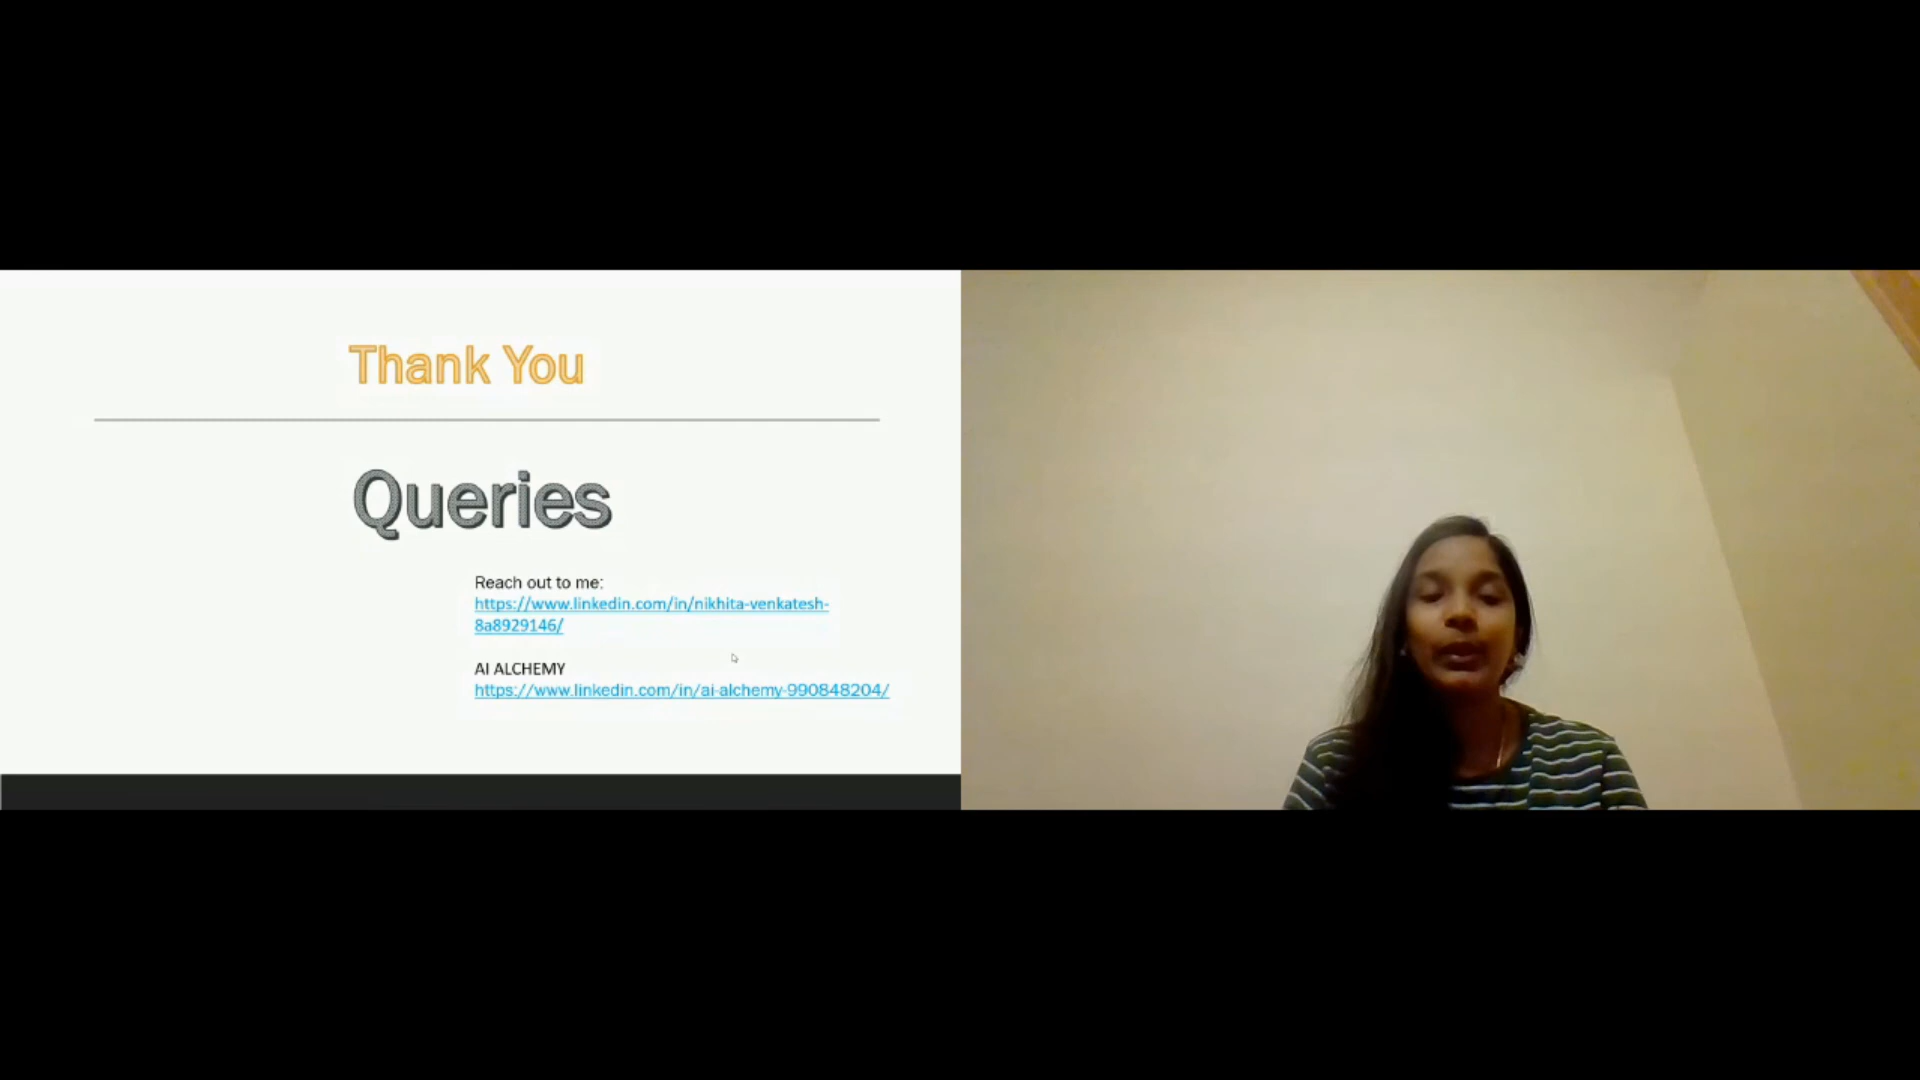 Thank You
Queries
Reach out to me:
https://www.linkedin.com/in/nikhita-venkatesh-
8a8929146/
AI ALCHEMY
https://www.linkedin.com/in/ai-alchemy-990848204/